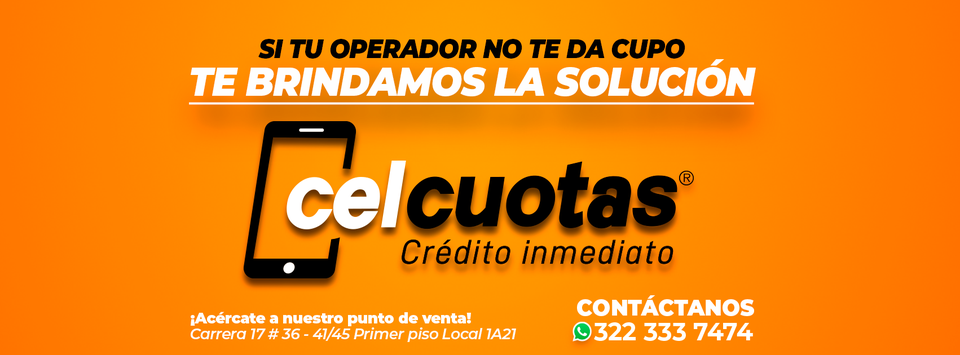 SI TU OPERADOR NO TE DA CUPO
TE BRINDAMOS LA SOLUCIÓN
celcuotas®
Crédito inmediato
¡Acércate a nuestro punto de venta!
Carrera 17 # 36 - 41/45 Primer piso Local 1A21
CONTÁCTANOS
322 333 7474